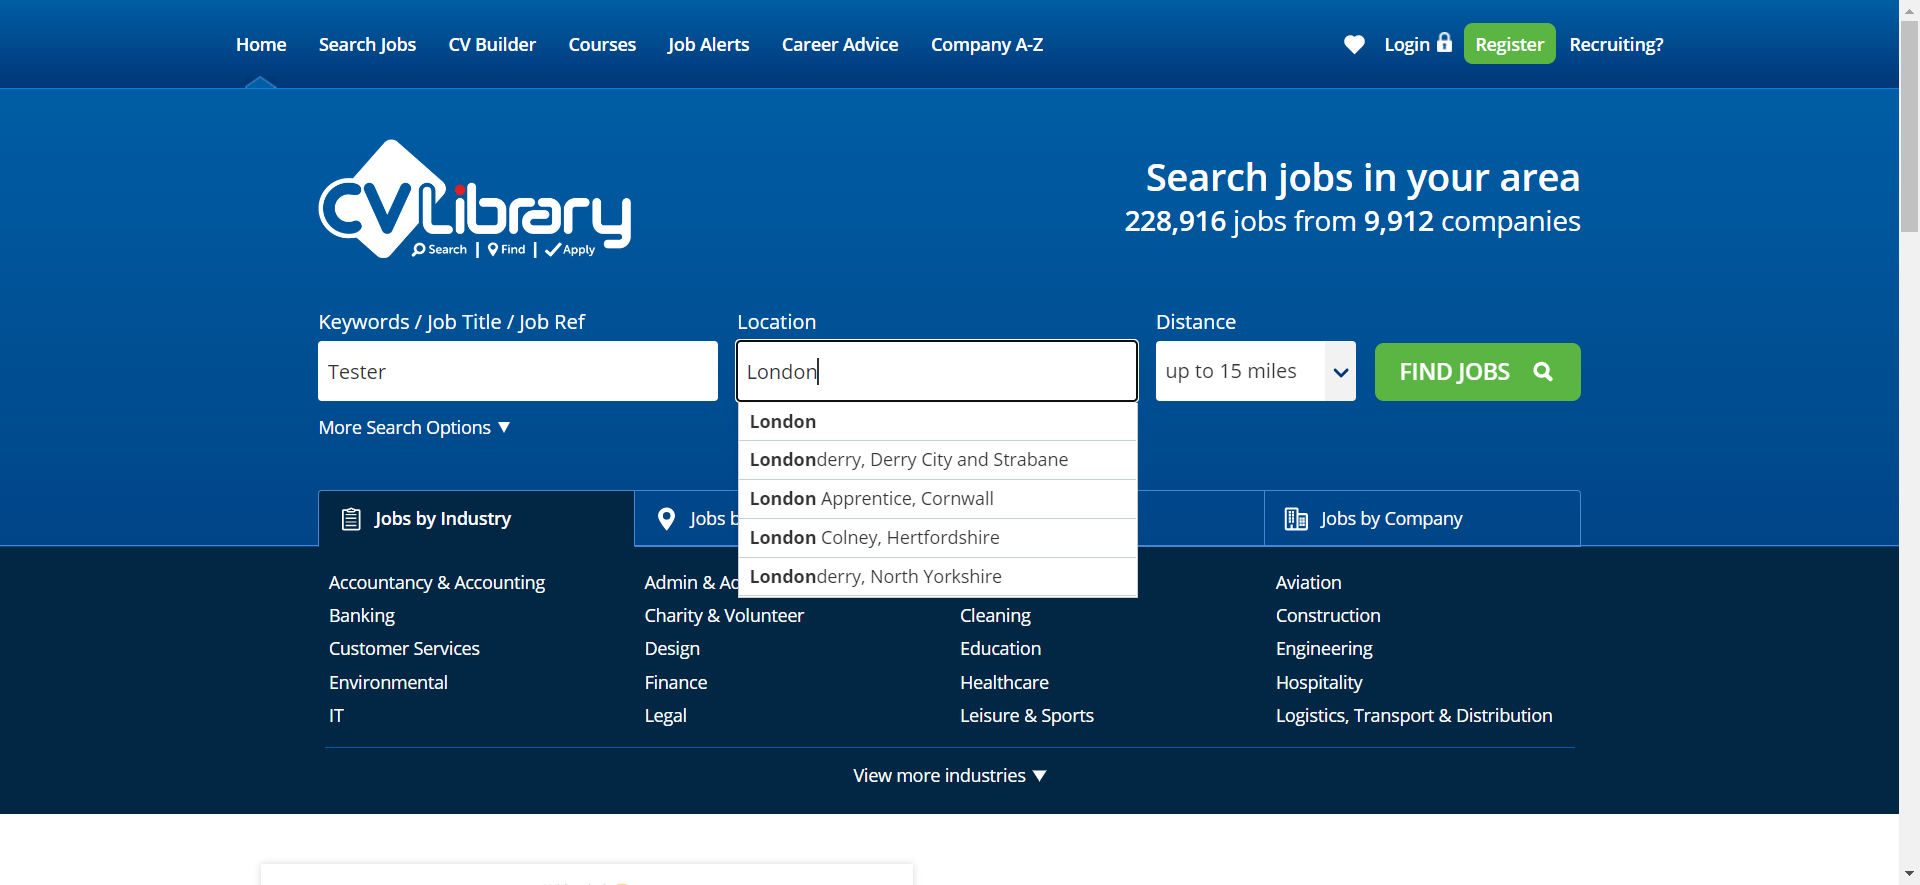 Home Search Jobs CV Builder Courses Job Alerts Career Advice Company A-Z Login Register Recruiting?
CVLibrary
Search | Find | Apply
Search jobs in your area
228,916 jobs from 9,912 companies
Keywords / Job Title / Job Ref Location Distance
Tester London up to 15 miles FIND JOBS
More Search Options
London
Londonderry, Derry City and Strabane
London Apprentice, Cornwall
London Colney, Hertfordshire
Londonderry, North Yorkshire
Jobs by Industry Jobs b Jobs by Company
Accountancy & Accounting Admin & Ad Aviation
Banking Charity & Volunteer Cleaning Construction
Customer Services Design Education Engineering
Environmental Finance Healthcare Hospitality
IT Legal Leisure & Sports Logistics, Transport & Distribution
View more industries